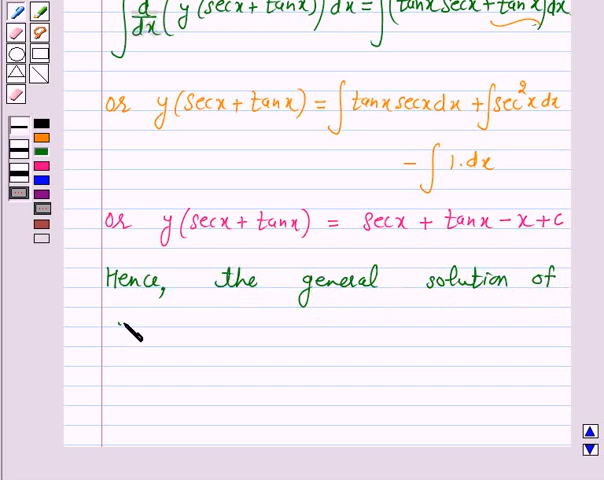 ∫ d/dx (y (secx + tanx)) dx = ∫ (tanx secx + tan²x) dx
or y (secx + tanx) = ∫ tanx secx dx + ∫ sec²x dx
− ∫ 1.dx
or y (secx + tanx) = secx + tanx − x + c
Hence, the general solution of